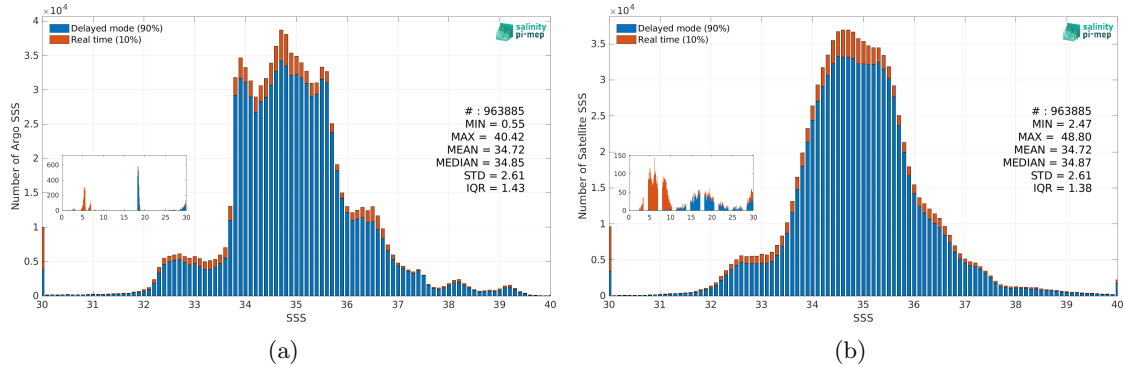 ×10⁴
Delayed mode (90%)
Real time (10%)
salinity
pi-mep
Number of Argo SSS
4
3.5
3
2.5
2
1.5
1
0.5
0
# : 963885
MIN = 0.55
MAX = 40.42
MEAN = 34.72
MEDIAN = 34.85
STD = 2.61
IQR = 1.43
600
400
200
0
0 5 10 15 20 25 30
30 31 32 33 34 35 36 37 38 39 40
SSS
(a)
×10⁴
Delayed mode (90%)
Real time (10%)
salinity
pi-mep
Number of Satellite SSS
3.5
3
2.5
2
1.5
1
0.5
0
# : 963885
MIN = 2.47
MAX = 48.80
MEAN = 34.72
MEDIAN = 34.87
STD = 2.61
IQR = 1.38
150
100
50
0
0 5 10 15 20 25 30
30 31 32 33 34 35 36 37 38 39 40
SSS
(b)